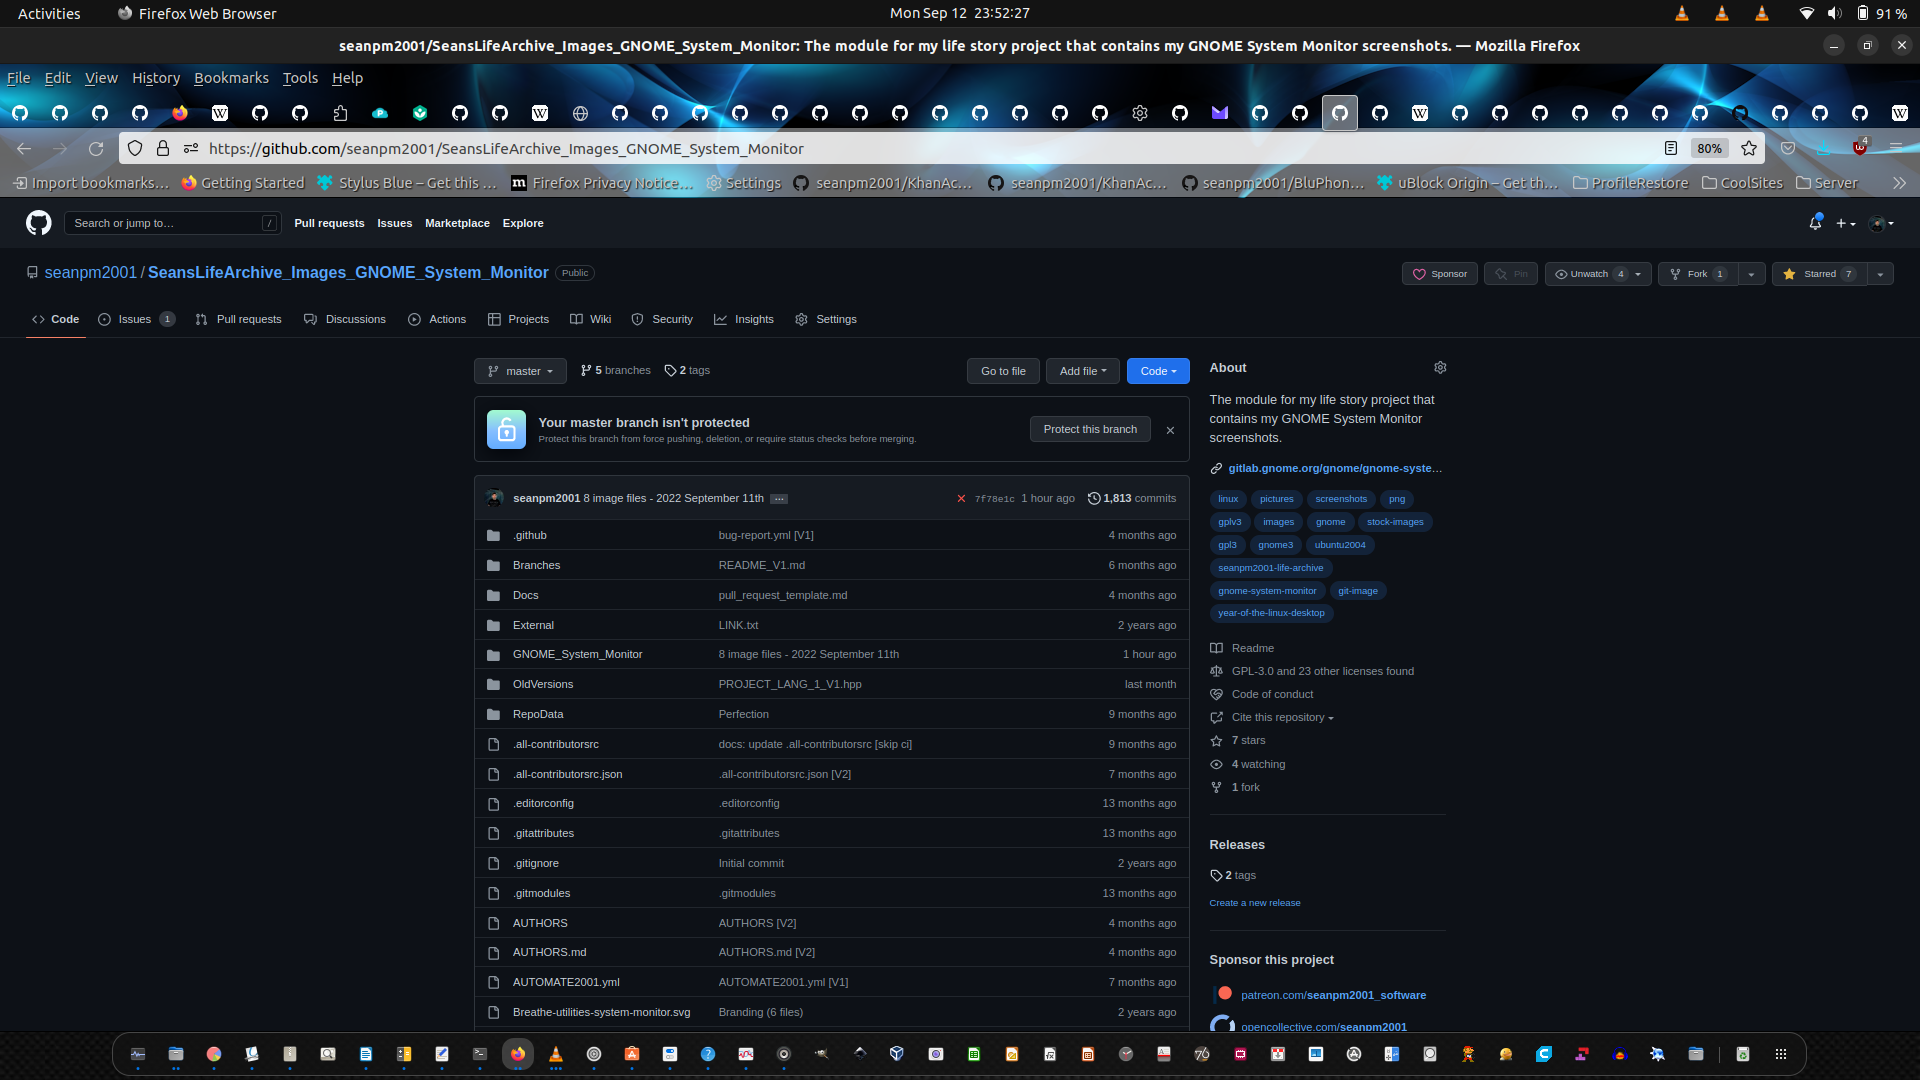 Activities Firefox Web Browser Mon Sep 12 23:52:27 91 %
seanpm2001/SeansLifeArchive_Images_GNOME_System_Monitor: The module for my life story project that contains my GNOME System Monitor screenshots. — Mozilla Firefox
File Edit View History Bookmarks Tools Help
https://github.com/seanpm2001/SeansLifeArchive_Images_GNOME_System_Monitor 80% 4
Import bookmarks… Getting Started Stylus Blue – Get this … Firefox Privacy Notice… Settings seanpm2001/KhanAc… seanpm2001/KhanAc… seanpm2001/BluPhon… uBlock Origin – Get th… ProfileRestore CoolSites Server
Search or jump to… / Pull requests Issues Marketplace Explore
seanpm2001 / SeansLifeArchive_Images_GNOME_System_Monitor Public Sponsor Pin Unwatch 4 Fork 1 Starred 7
Code Issues 1 Pull requests Discussions Actions Projects Wiki Security Insights Settings
master 5 branches 2 tags Go to file Add file Code
Your master branch isn't protected
Protect this branch from force pushing, deletion, or require status checks before merging.
Protect this branch
seanpm2001 8 image files - 2022 September 11th … 7f78e1c 1 hour ago 1,813 commits
.github bug-report.yml [V1] 4 months ago
Branches README_V1.md 6 months ago
Docs pull_request_template.md 4 months ago
External LINK.txt 2 years ago
GNOME_System_Monitor 8 image files - 2022 September 11th 1 hour ago
OldVersions PROJECT_LANG_1_V1.hpp last month
RepoData Perfection 9 months ago
.all-contributorsrc docs: update .all-contributorsrc [skip ci] 9 months ago
.all-contributorsrc.json .all-contributorsrc.json [V2] 7 months ago
.editorconfig .editorconfig 13 months ago
.gitattributes .gitattributes 13 months ago
.gitignore Initial commit 2 years ago
.gitmodules .gitmodules 13 months ago
AUTHORS AUTHORS [V2] 4 months ago
AUTHORS.md AUTHORS.md [V2] 4 months ago
AUTOMATE2001.yml AUTOMATE2001.yml [V1] 7 months ago
Breathe-utilities-system-monitor.svg Branding (6 files) 2 years ago
About
The module for my life story project that
contains my GNOME System Monitor
screenshots.
gitlab.gnome.org/gnome/gnome-syste…
linux pictures screenshots png
gplv3 images gnome stock-images
gpl3 gnome3 ubuntu2004
seanpm2001-life-archive
gnome-system-monitor git-image
year-of-the-linux-desktop
Readme
GPL-3.0 and 23 other licenses found
Code of conduct
Cite this repository
7 stars
4 watching
1 fork
Releases
2 tags
Create a new release
Sponsor this project
patreon.com/seanpm2001_software
opencollective.com/seanpm2001